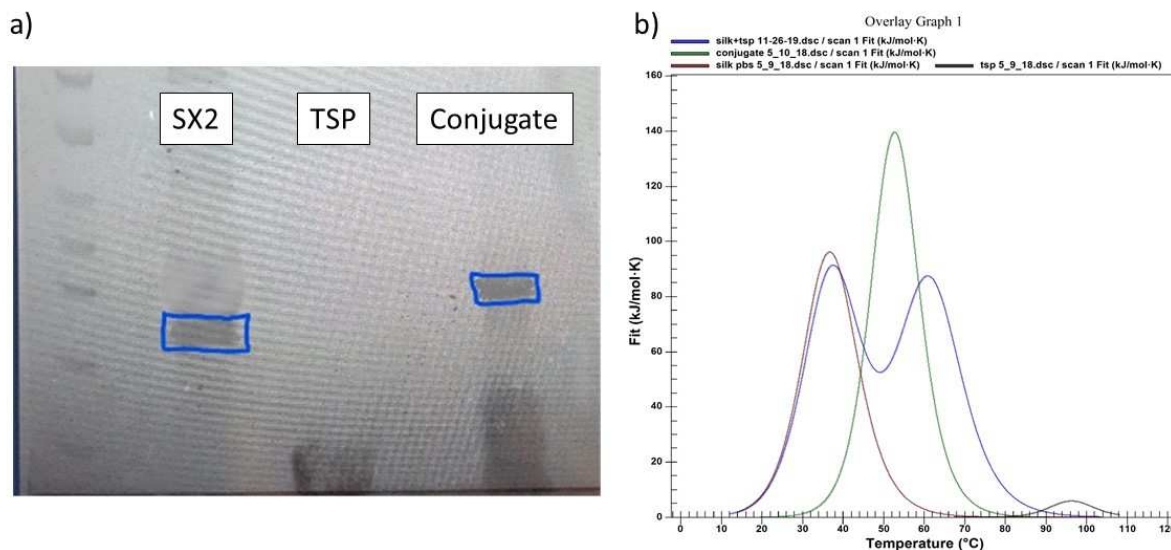 a)
SX2 TSP Conjugate
b)
Overlay Graph 1
silk+tsp 11-26-19.dsc / scan 1 Fit (kJ/mol·K)
conjugate 5_10_18.dsc / scan 1 Fit (kJ/mol·K)
silk pbs 5_9_18.dsc / scan 1 Fit (kJ/mol·K) tsp 5_9_18.dsc / scan 1 Fit (kJ/mol·K)
160
140
120
100
80
60
40
20
0
Fit (kJ/mol·K)
0 10 20 30 40 50 60 70 80 90 100 110 120
Temperature (°C)